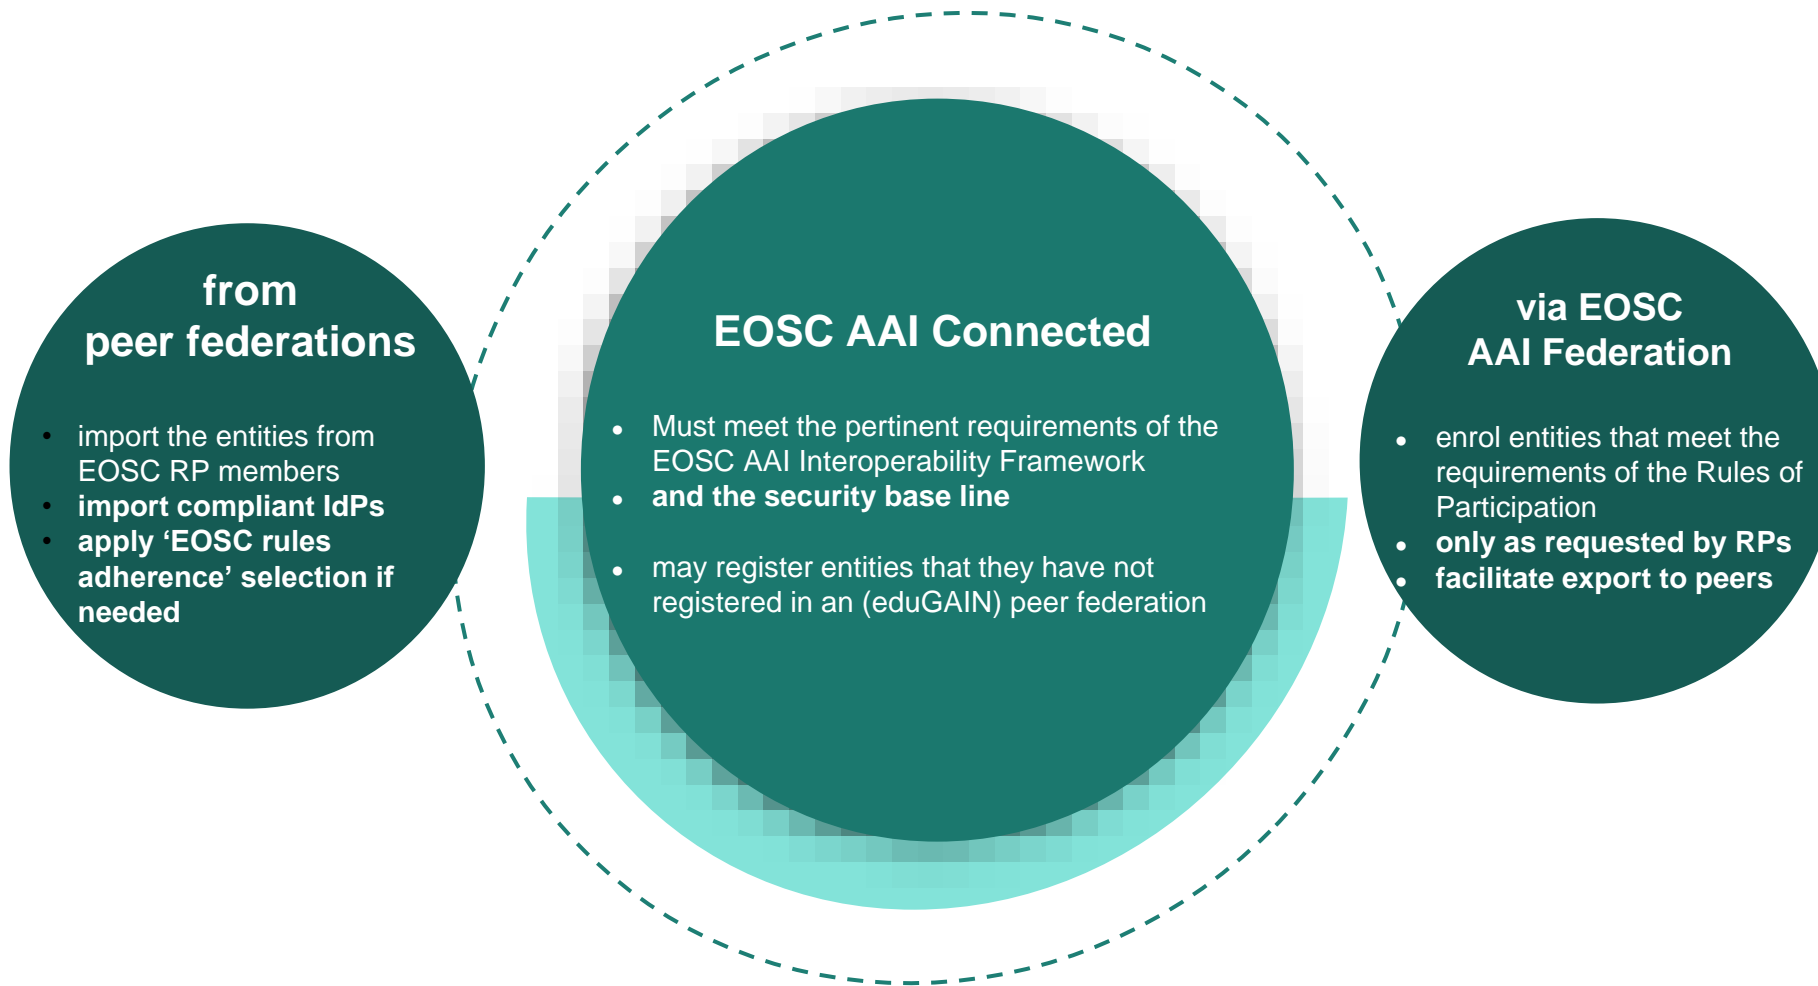 from
peer federations
• import the entities from
EOSC RP members
• import compliant IdPs
• apply ‘EOSC rules
adherence’ selection if
needed
EOSC AAI Connected
• Must meet the pertinent requirements of the
EOSC AAI Interoperability Framework
• and the security base line
• may register entities that they have not
registered in an (eduGAIN) peer federation
via EOSC
AAI Federation
• enrol entities that meet the
requirements of the Rules of
Participation
• only as requested by RPs
• facilitate export to peers